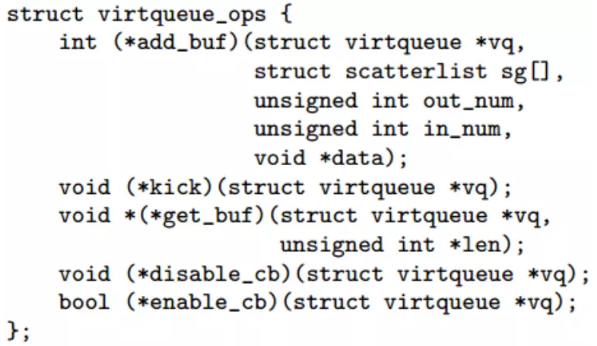 struct virtqueue_ops {
    int (*add_buf)(struct virtqueue *vq,
                   struct scatterlist sg[],
                   unsigned int out_num,
                   unsigned int in_num,
                   void *data);
    void (*kick)(struct virtqueue *vq);
    void *(*get_buf)(struct virtqueue *vq,
                     unsigned int *len);
    void (*disable_cb)(struct virtqueue *vq);
    bool (*enable_cb)(struct virtqueue *vq);
};